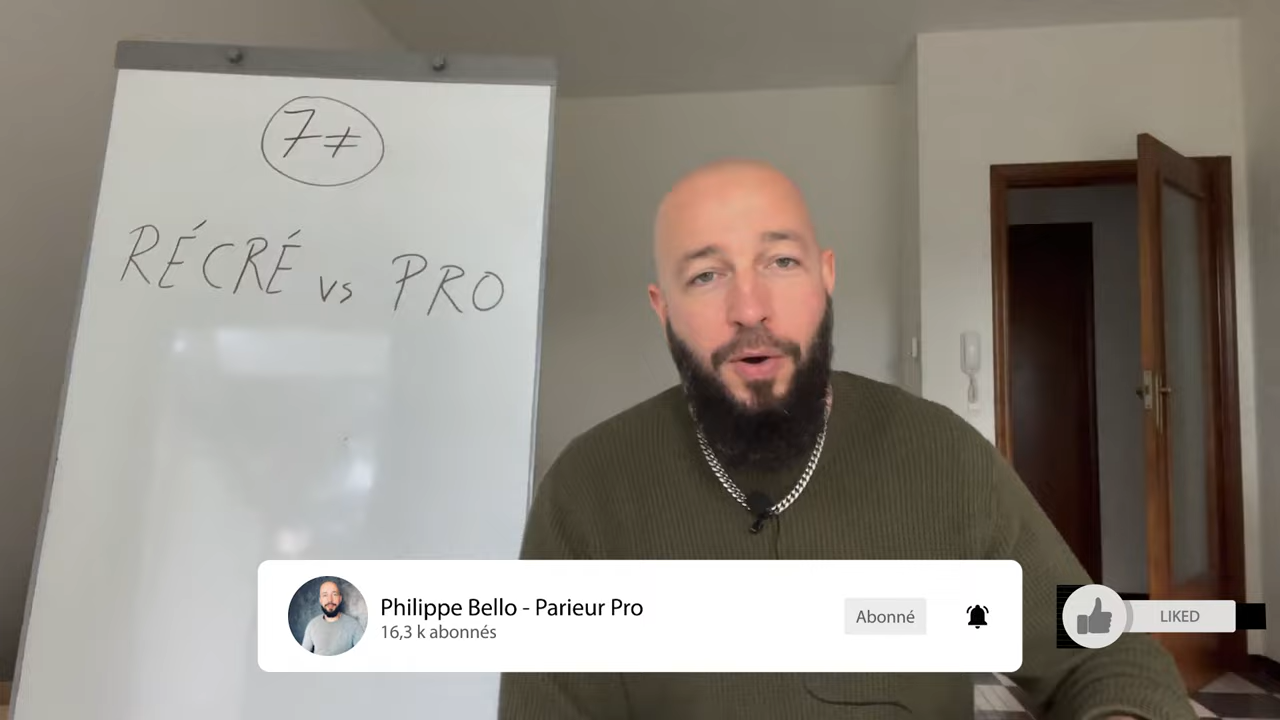 7≠
RÉCRÉ vs PRO
Philippe Bello - Parieur Pro
16,3 k abonnés
Abonné
LIKED